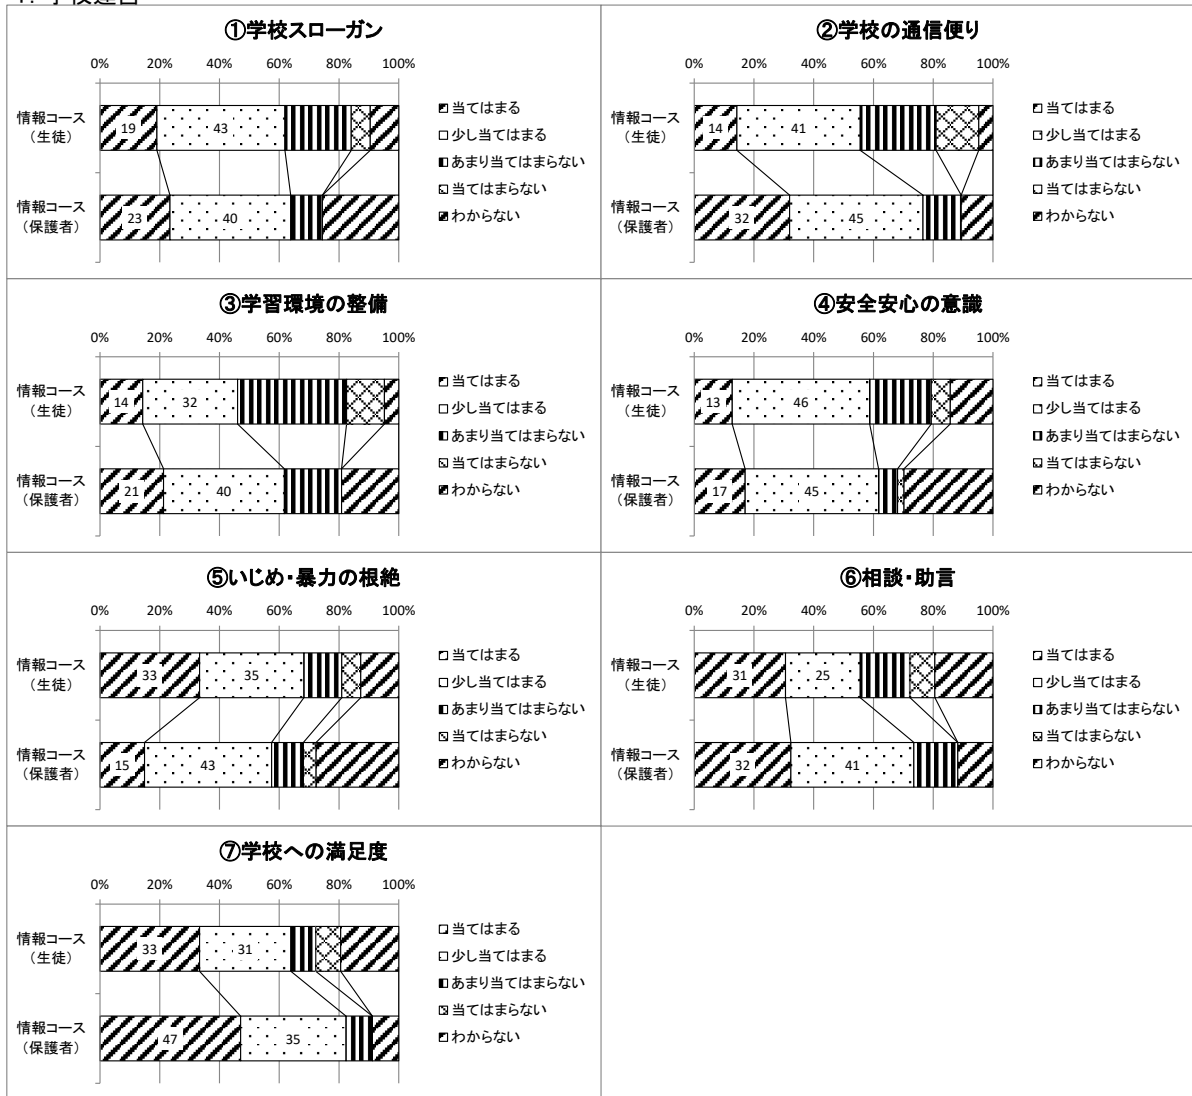 ①学校スローガン
0% 20% 40% 60% 80% 100%
情報コース
（生徒）
19 43
情報コース
（保護者）
23 40
当てはまる
少し当てはまる
あまり当てはまらない
当てはまらない
わからない
②学校の通信便り
0% 20% 40% 60% 80% 100%
情報コース
（生徒）
14 41
情報コース
（保護者）
32 45
当てはまる
少し当てはまる
あまり当てはまらない
当てはまらない
わからない
③学習環境の整備
0% 20% 40% 60% 80% 100%
情報コース
（生徒）
14 32
情報コース
（保護者）
21 40
当てはまる
少し当てはまる
あまり当てはまらない
当てはまらない
わからない
④安全安心の意識
0% 20% 40% 60% 80% 100%
情報コース
（生徒）
13 46
情報コース
（保護者）
17 45
当てはまる
少し当てはまる
あまり当てはまらない
当てはまらない
わからない
⑤いじめ・暴力の根絶
0% 20% 40% 60% 80% 100%
情報コース
（生徒）
33 35
情報コース
（保護者）
15 43
当てはまる
少し当てはまる
あまり当てはまらない
当てはまらない
わからない
⑥相談・助言
0% 20% 40% 60% 80% 100%
情報コース
（生徒）
31 25
情報コース
（保護者）
32 41
当てはまる
少し当てはまる
あまり当てはまらない
当てはまらない
わからない
⑦学校への満足度
0% 20% 40% 60% 80% 100%
情報コース
（生徒）
33 31
情報コース
（保護者）
47 35
当てはまる
少し当てはまる
あまり当てはまらない
当てはまらない
わからない